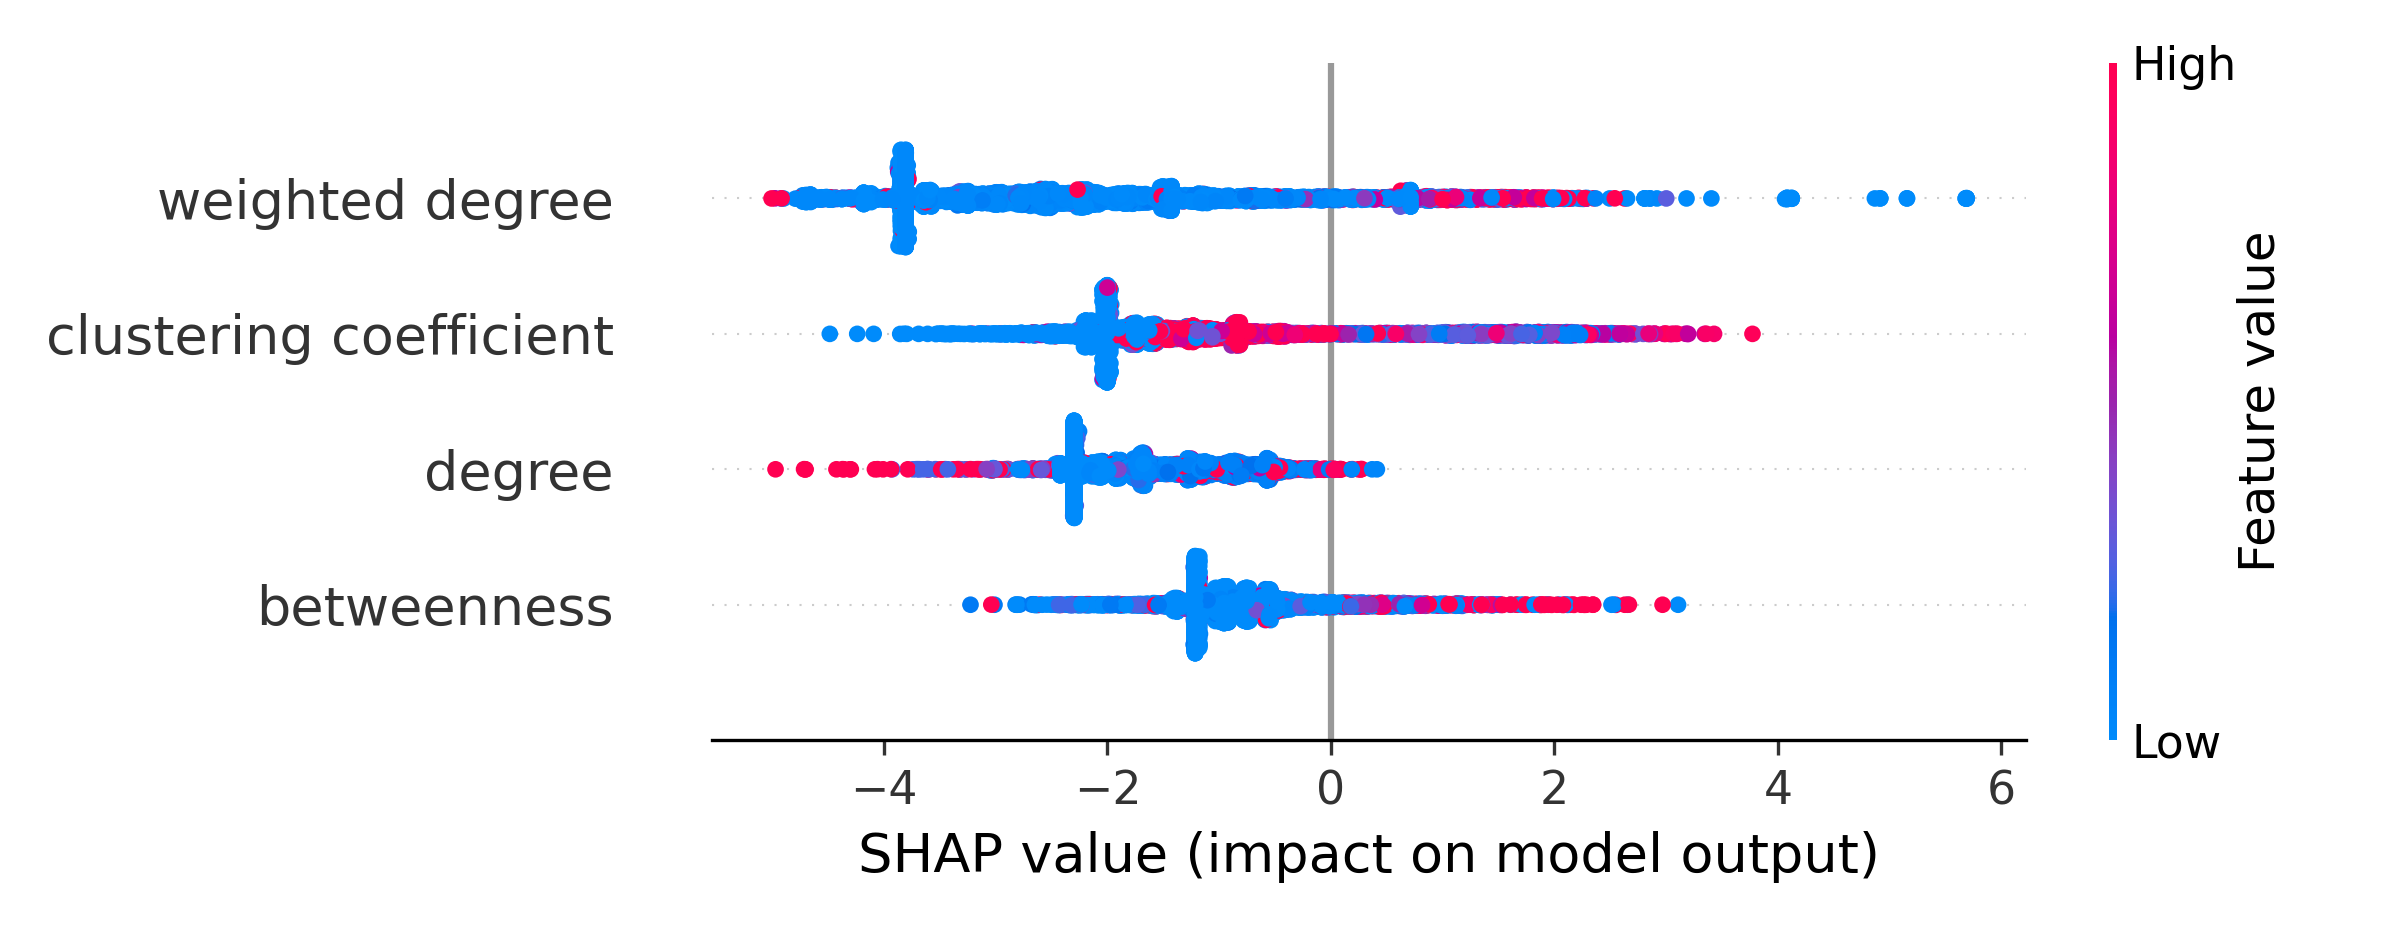 High
weighted degree
clustering coefficient
degree
betweenness
Feature value
Low
−4 −2 0 2 4 6
SHAP value (impact on model output)